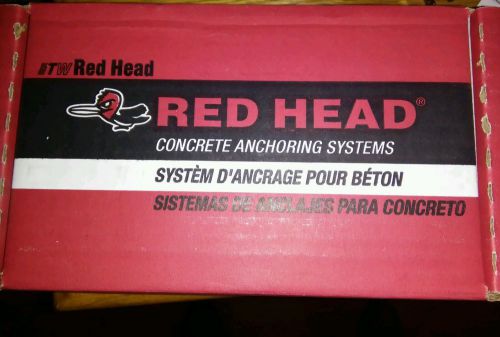 ITW Red Head
RED HEAD®
CONCRETE ANCHORING SYSTEMS
SYSTÈM D'ANCRAGE POUR BÉTON
SISTEMAS DE ANCLAJES PARA CONCRETO